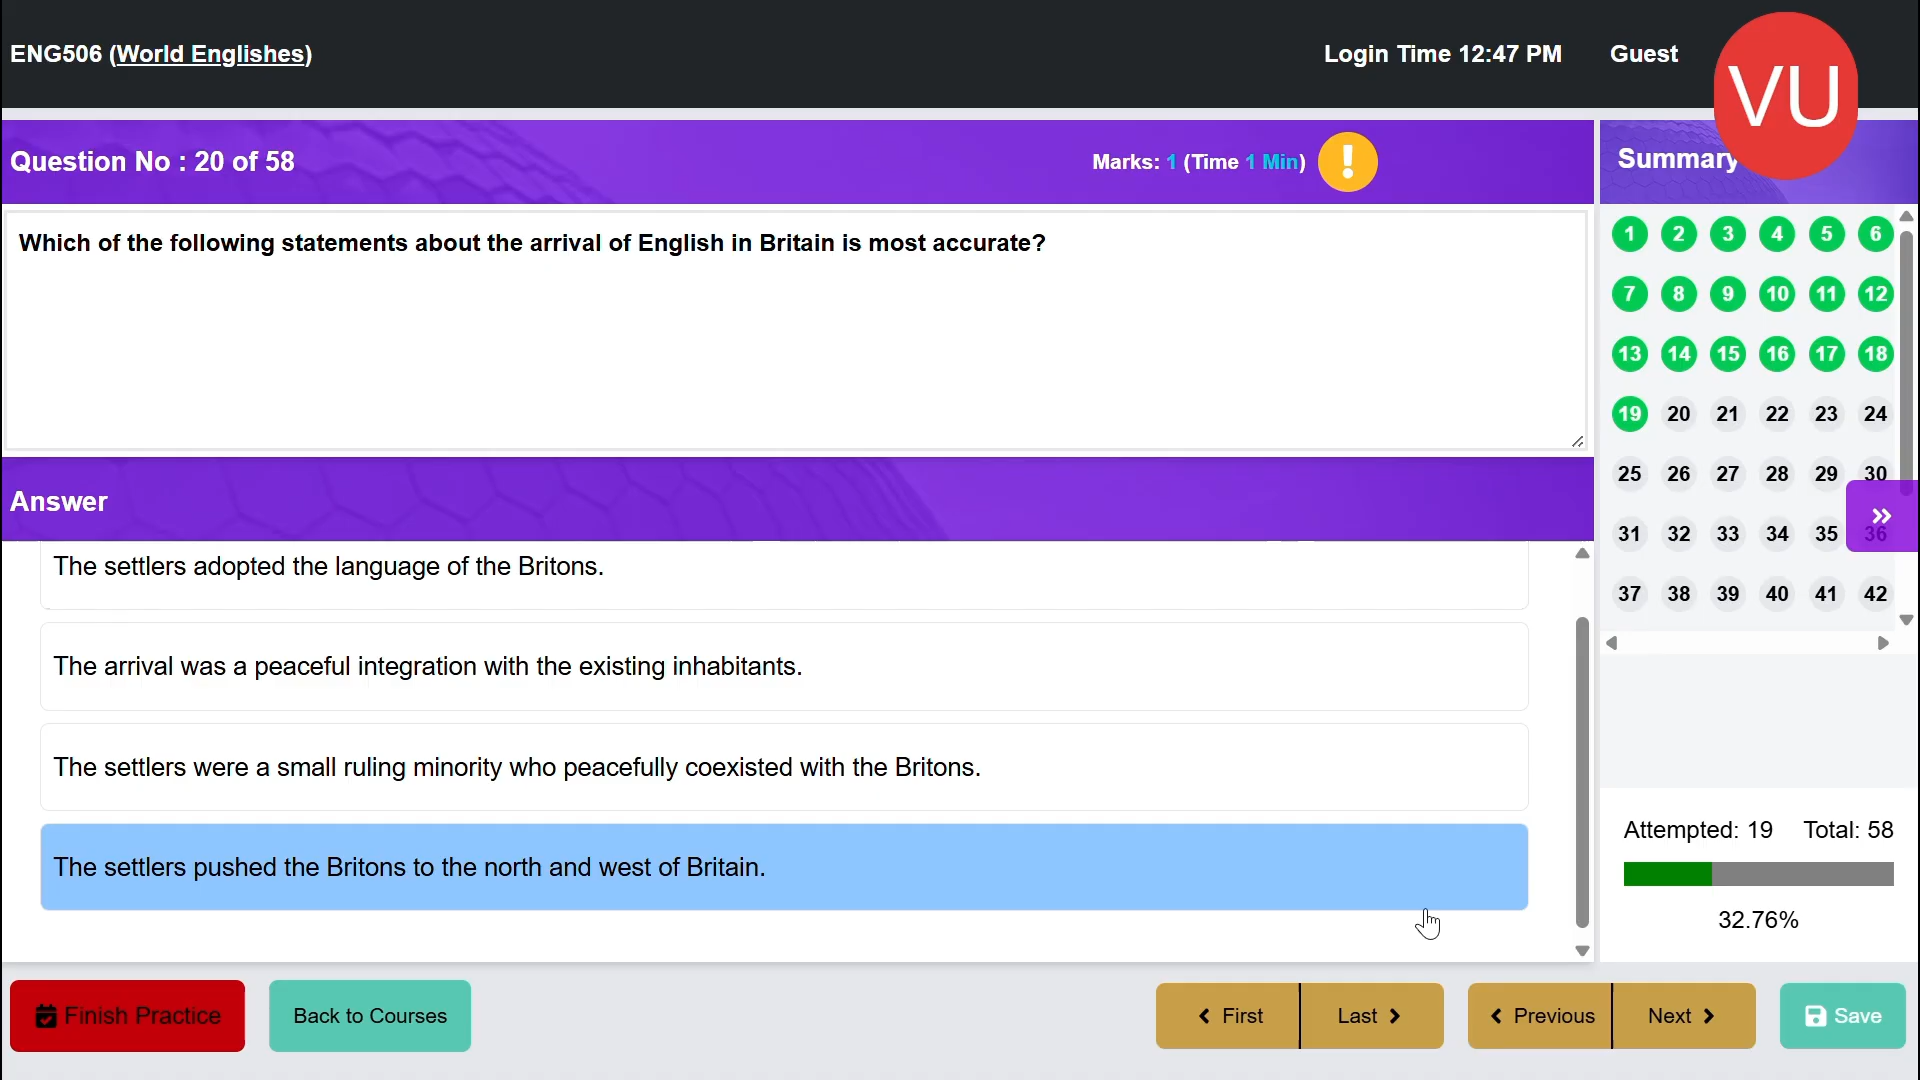 ENG506 (World Englishes)
Login Time 12:47 PM
Guest
VU
Question No : 20 of 58
Marks: 1 (Time 1 Min)
!
Summary
Which of the following statements about the arrival of English in Britain is most accurate?
1 2 3 4 5 6
7 8 9 10 11 12
13 14 15 16 17 18
19 20 21 22 23 24
25 26 27 28 29 30
31 32 33 34 35 36
37 38 39 40 41 42
Answer
The settlers adopted the language of the Britons.
The arrival was a peaceful integration with the existing inhabitants.
The settlers were a small ruling minority who peacefully coexisted with the Britons.
The settlers pushed the Britons to the north and west of Britain.
Attempted: 19 Total: 58
32.76%
Finish Practice
Back to Courses
First
Last
Previous
Next
Save